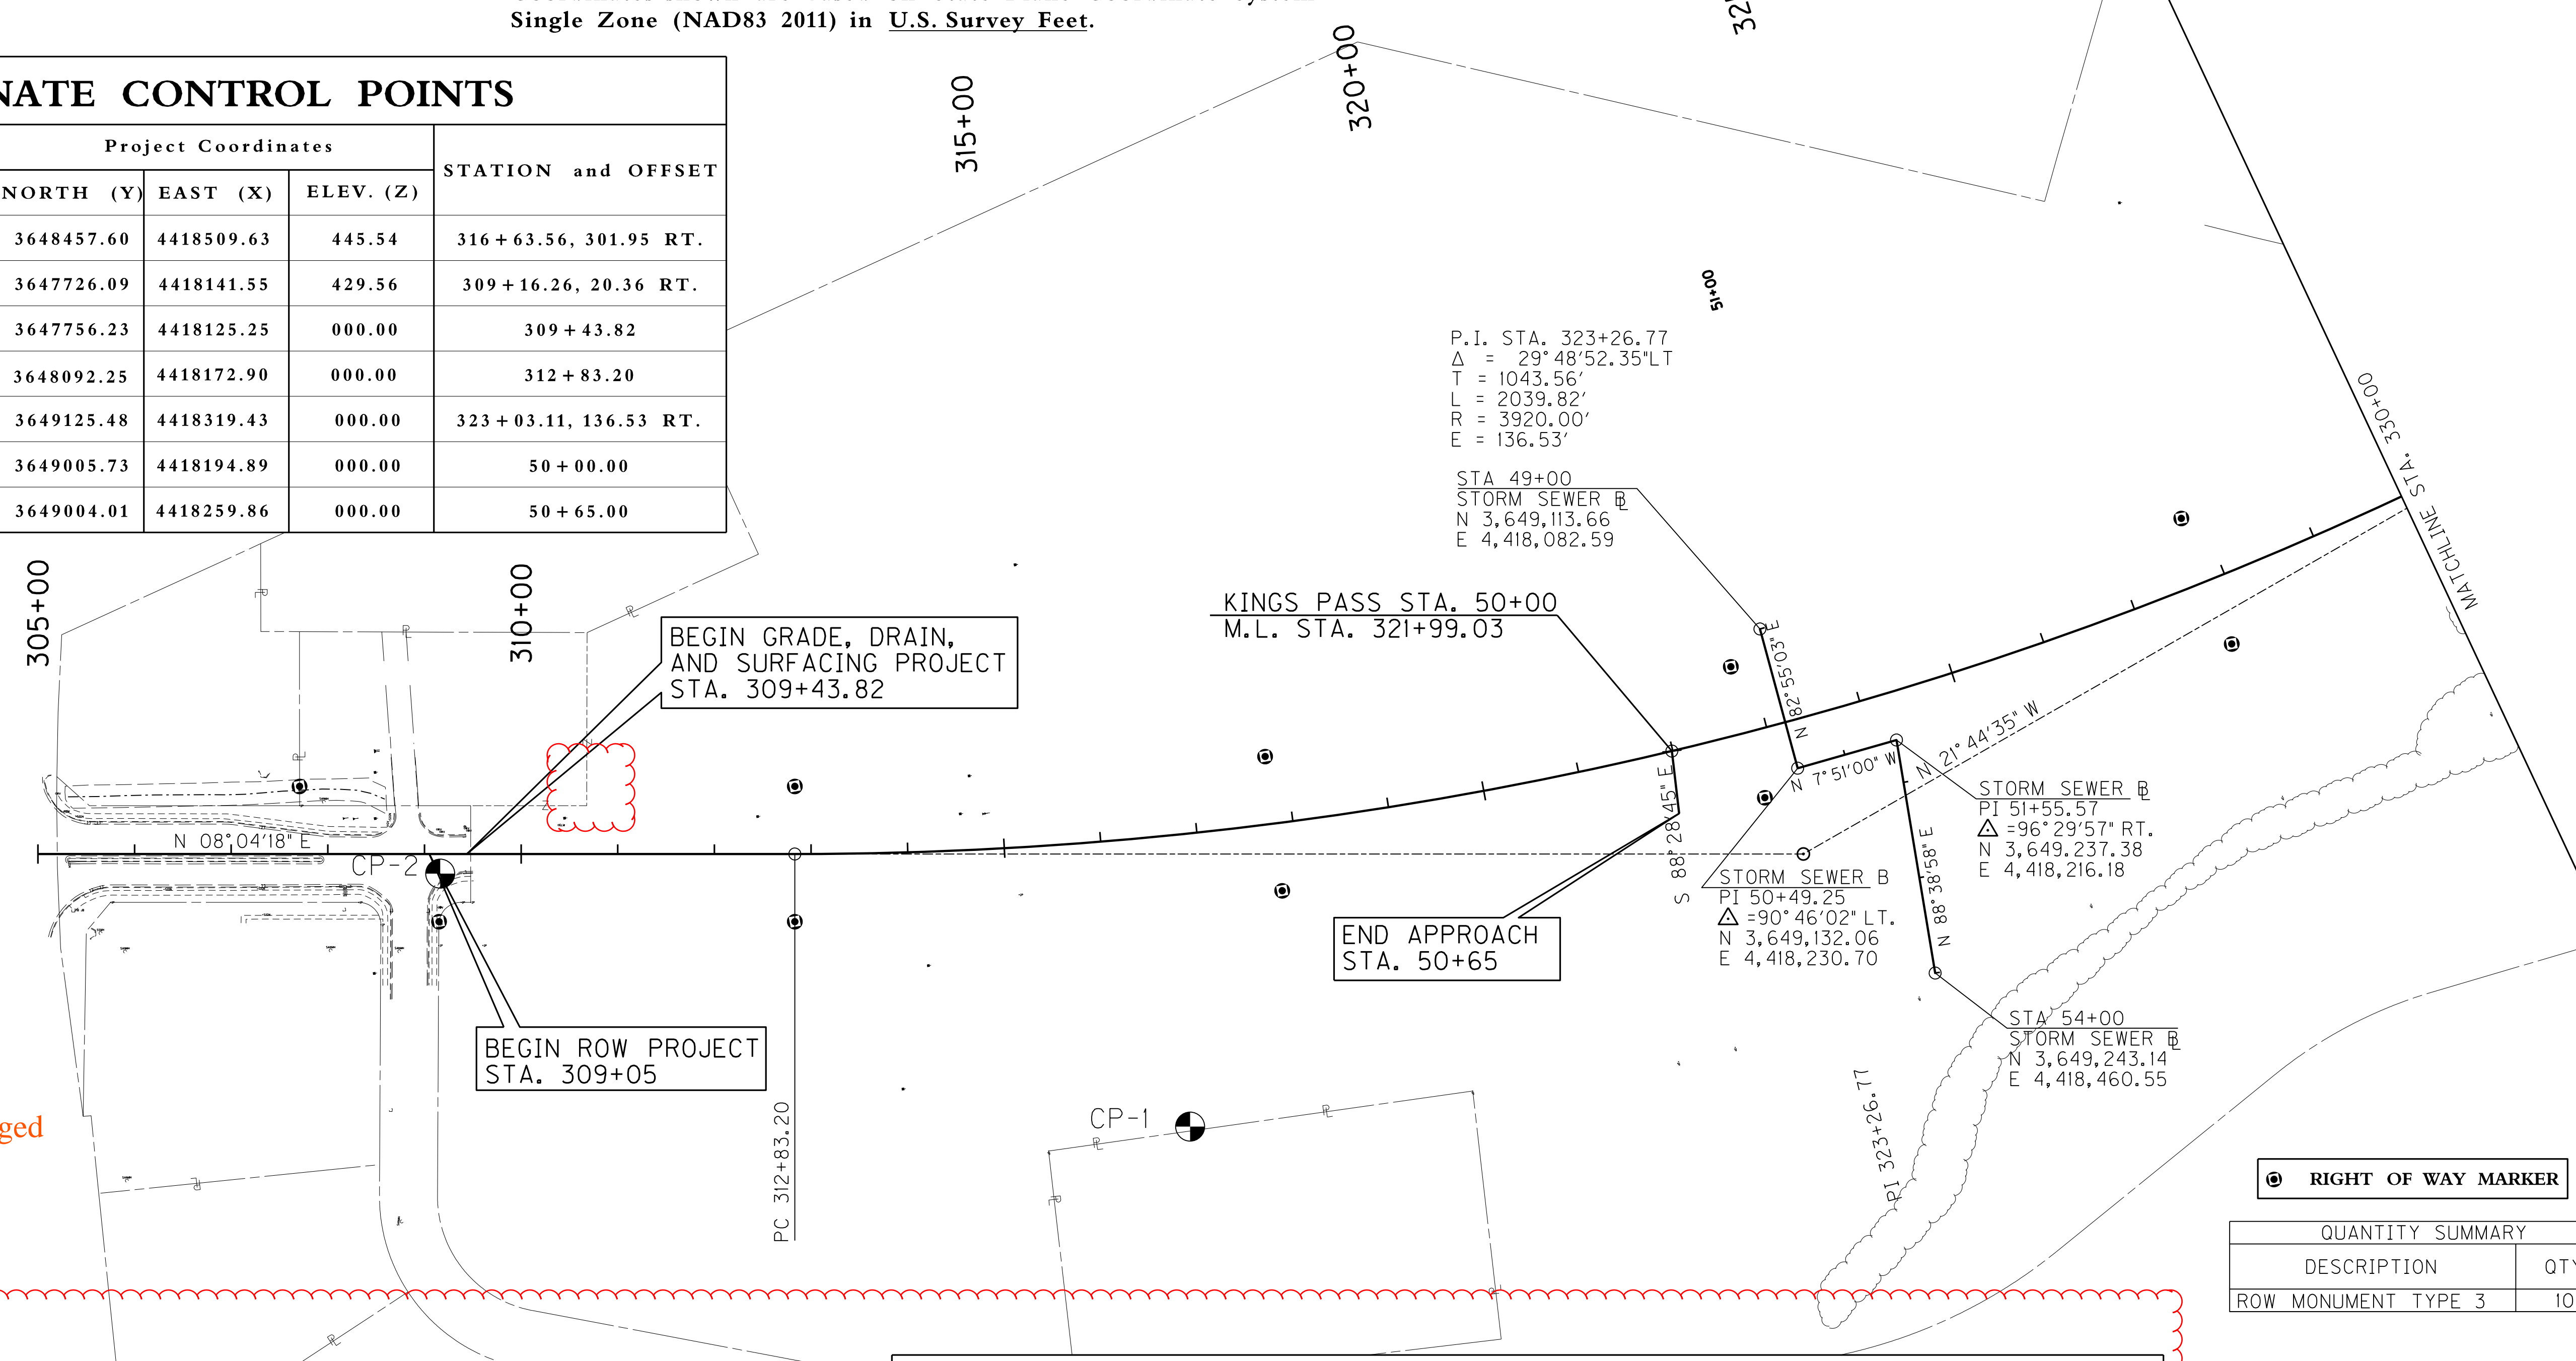 Single Zone (NAD83 2011) in U.S. Survey Feet.
NATE CONTROL POINTS
Project Coordinates
STATION and OFFSET
NORTH (Y) EAST (X) ELEV. (Z)
3648457.60 4418509.63 445.54 316+63.56, 301.95 RT.
3647726.09 4418141.55 429.56 309+16.26, 20.36 RT.
3647756.23 4418125.25 000.00 309+43.82
3648092.25 4418172.90 000.00 312+83.20
3649125.48 4418319.43 000.00 323+03.11, 136.53 RT.
3649005.73 4418194.89 000.00 50+00.00
3649004.01 4418259.86 000.00 50+65.00
305+00
310+00
315+00
320+00
51+00
P.I. STA. 323+26.77
Δ = 29°48'52.35"LT
T = 1043.56'
L = 2039.82'
R = 3920.00'
E = 136.53'
STA 49+00
STORM SEWER ℄
N 3,649,113.66
E 4,418,082.59
KINGS PASS STA. 50+00
M.L. STA. 321+99.03
BEGIN GRADE, DRAIN,
AND SURFACING PROJECT
STA. 309+43.82
N 08°04'18" E
CP-2
BEGIN ROW PROJECT
STA. 309+05
PC 312+83.20
CP-1
END APPROACH
STA. 50+65
S 88°28'45" E
N 82°55'03" E
N 7°51'00" W
N 21°44'35" W
N 88°38'58" E
STORM SEWER B
PI 50+49.25
△ =90°46'02" LT.
N 3,649,132.06
E 4,418,230.70
STORM SEWER ℄
PI 51+55.57
△ =96°29'57" RT.
N 3,649.237.38
E 4,418,216.18
STA 54+00
STORM SEWER ℄
N 3,649,243.14
E 4,418,460.55
PI 323+26.77
MATCHLINE STA. 330+00
ged
RIGHT OF WAY MARKER
QUANTITY SUMMARY
DESCRIPTION QTY
ROW MONUMENT TYPE 3 10